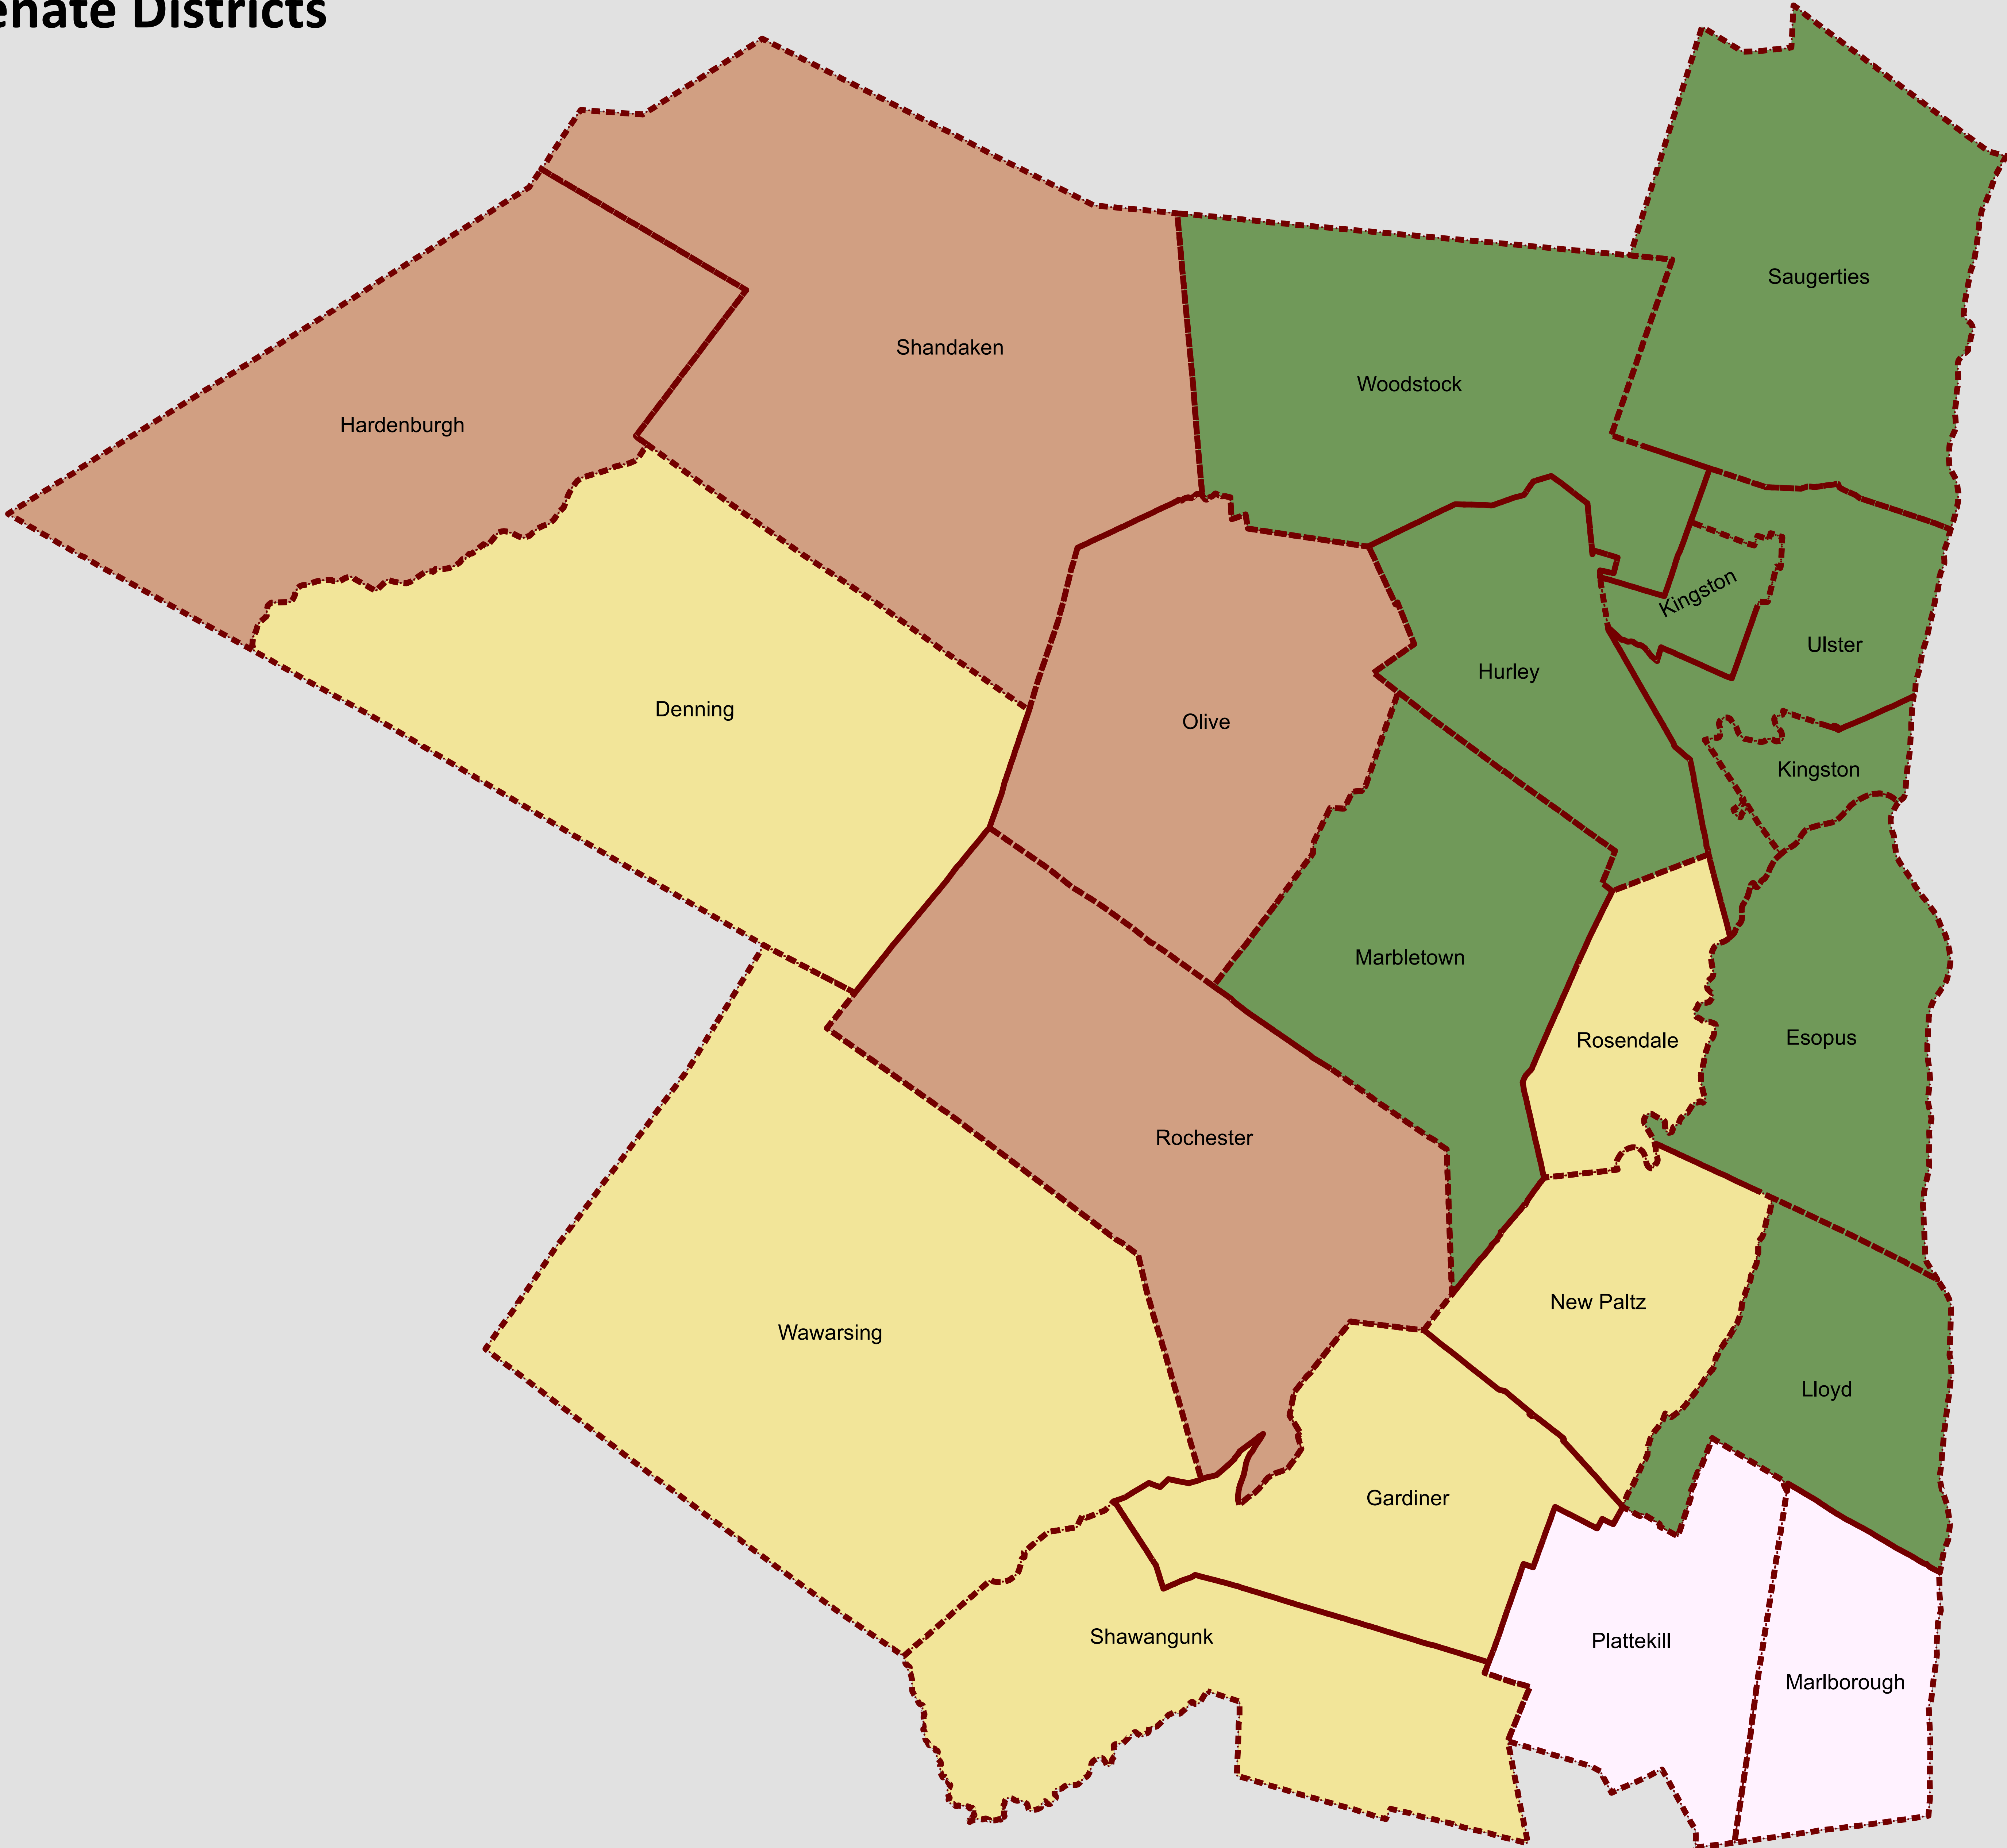 enate Districts
Saugerties
Shandaken
Woodstock
Hardenburgh
Kingston
Ulster
Hurley
Denning
Olive
Kingston
Marbletown
Rosendale
Esopus
Rochester
New Paltz
Wawarsing
Lloyd
Gardiner
Shawangunk
Plattekill
Marlborough